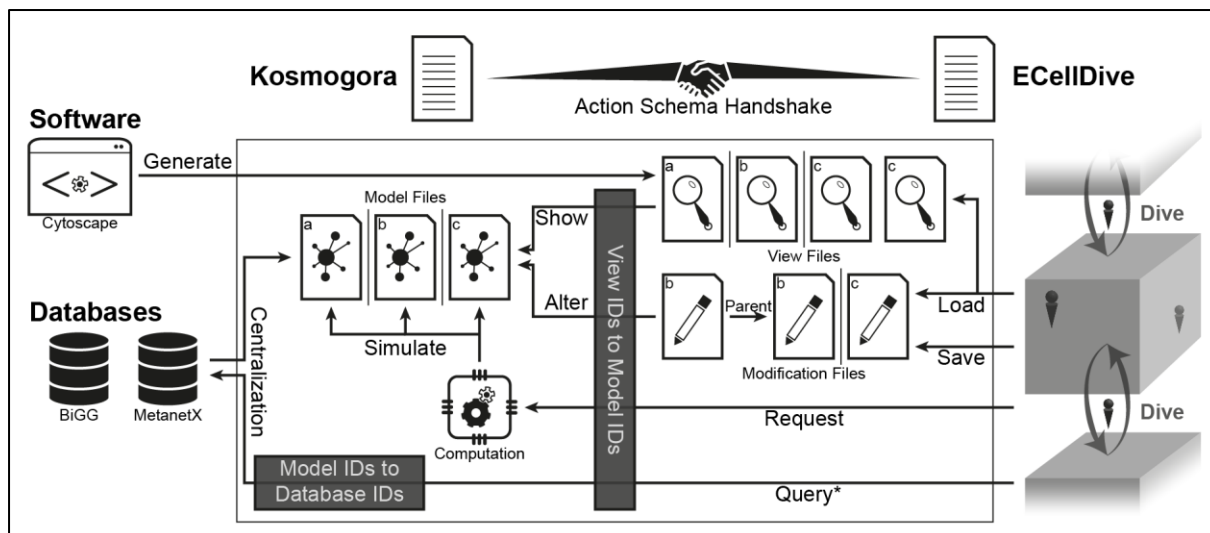 Kosmogora
ECellDive
Action Schema Handshake
Software
Cytoscape
Generate
Model Files
a
b
c
Show
Alter
View IDs to Model IDs
a
b
c
c
View Files
b
Parent
b
c
Modification Files
Load
Save
Dive
Dive
Databases
BiGG
MetanetX
Centralization
Simulate
Computation
Request
Model IDs to
Database IDs
Query*